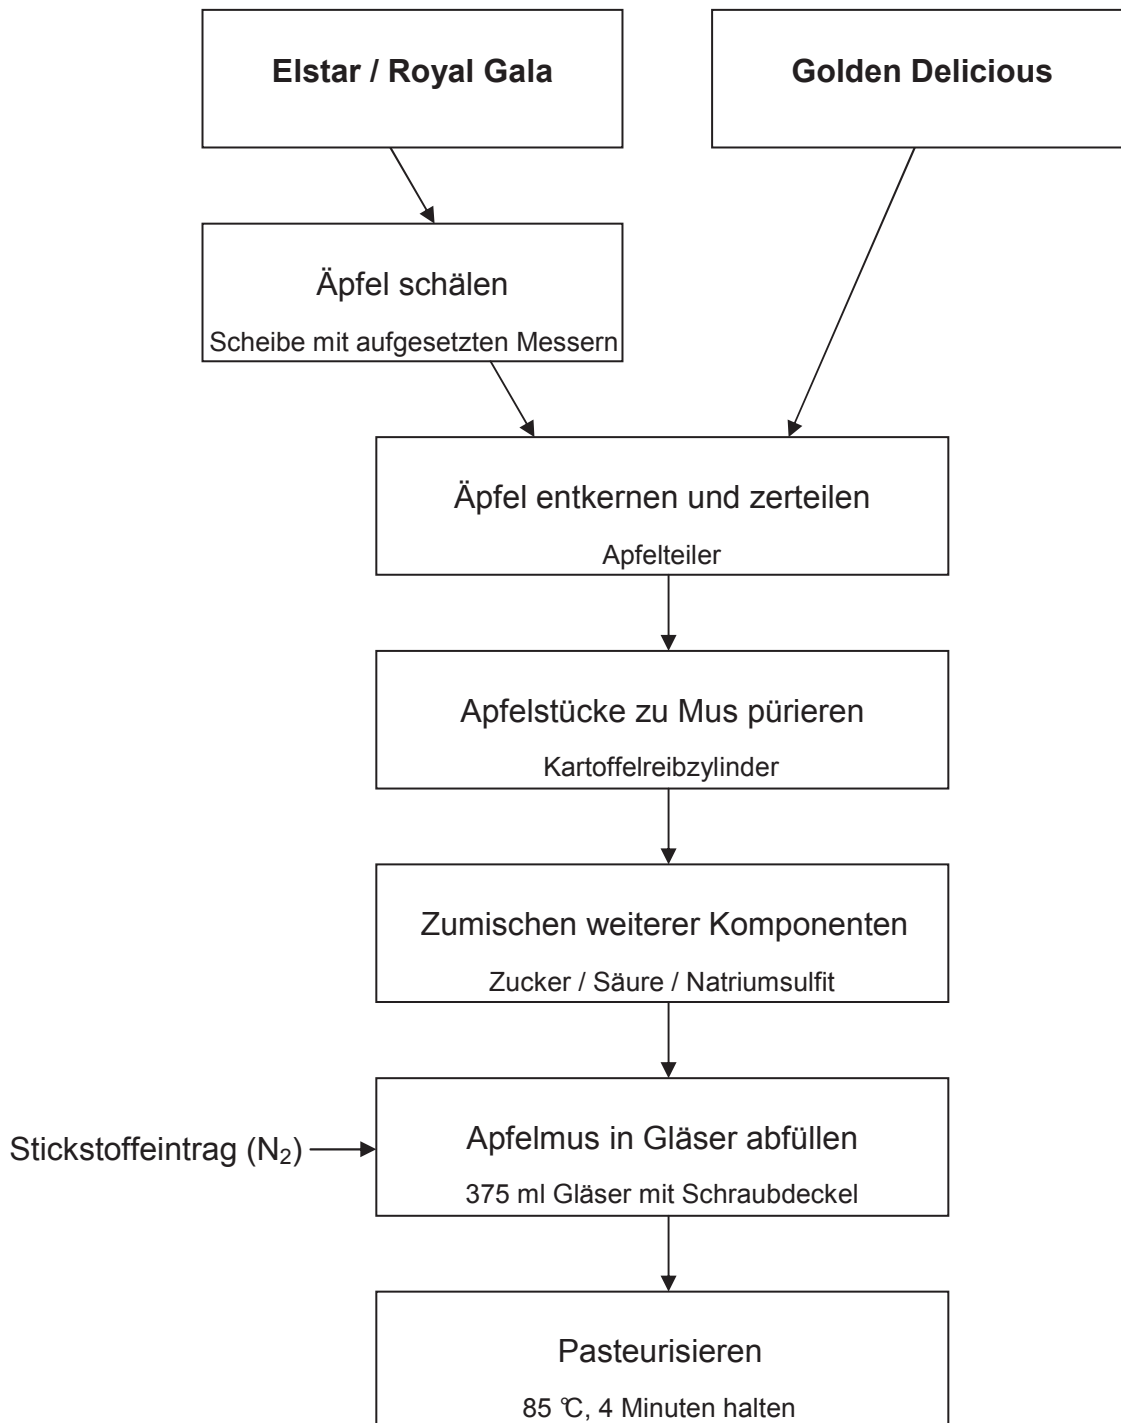 Elstar / Royal Gala
Golden Delicious
Äpfel schälen
Scheibe mit aufgesetzten Messern
Äpfel entkernen und zerteilen
Apfelteiler
Apfelstücke zu Mus pürieren
Kartoffelreibzylinder
Zumischen weiterer Komponenten
Zucker / Säure / Natriumsulfit
Stickstoffeintrag (N₂)
Apfelmus in Gläser abfüllen
375 ml Gläser mit Schraubdeckel
Pasteurisieren
85 ℃, 4 Minuten halten